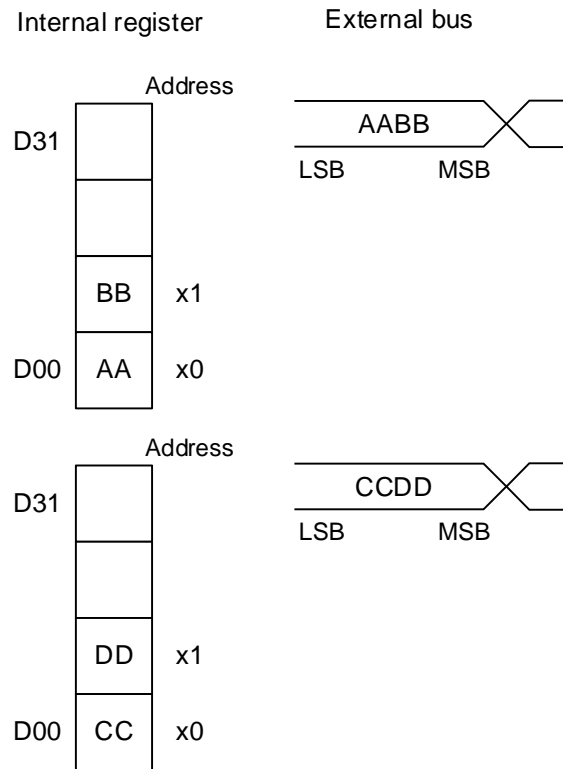 Internal register
External bus
Address
D31
AABB
LSB MSB
BB x1
D00 AA x0
Address
D31
CCDD
LSB MSB
DD x1
D00 CC x0